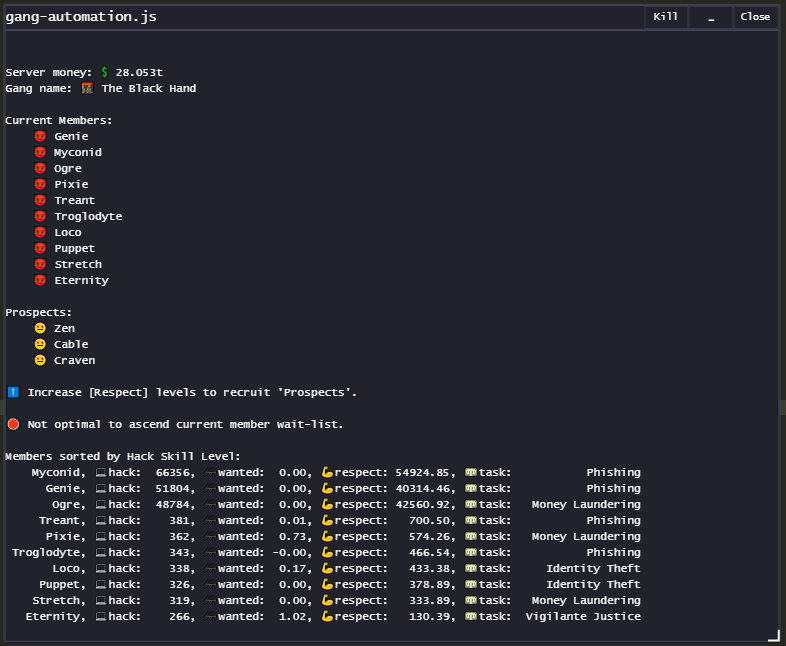 gang-automation.js Kill _ Close
Server money: $ 28.053t
Gang name: The Black Hand
Current Members:
Genie
Myconid
Ogre
Pixie
Treant
Troglodyte
Loco
Puppet
Stretch
Eternity
Prospects:
Zen
Cable
Craven
Increase [Respect] levels to recruit 'Prospects'.
Not optimal to ascend current member wait-list.
Members sorted by Hack Skill Level:
Myconid, hack: 66356, wanted: 0.00, respect: 54924.85, task: Phishing
Genie, hack: 51804, wanted: 0.00, respect: 40314.46, task: Phishing
Ogre, hack: 48784, wanted: 0.00, respect: 42560.92, task: Money Laundering
Treant, hack: 381, wanted: 0.01, respect: 700.50, task: Phishing
Pixie, hack: 362, wanted: 0.73, respect: 574.26, task: Money Laundering
Troglodyte, hack: 343, wanted: -0.00, respect: 466.54, task: Phishing
Loco, hack: 338, wanted: 0.17, respect: 433.38, task: Identity Theft
Puppet, hack: 326, wanted: 0.00, respect: 378.89, task: Identity Theft
Stretch, hack: 319, wanted: 0.00, respect: 333.89, task: Money Laundering
Eternity, hack: 266, wanted: 1.02, respect: 130.39, task: Vigilante Justice